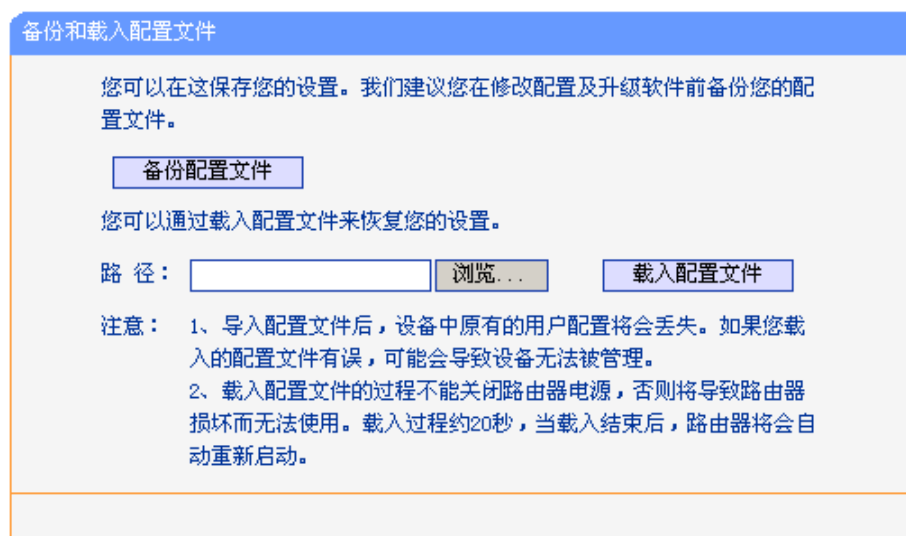 备份和载入配置文件
您可以在这保存您的设置。我们建议您在修改配置及升级软件前备份您的配
置文件。
备份配置文件
您可以通过载入配置文件来恢复您的设置。
路 径： 浏览... 载入配置文件
注意： 1、导入配置文件后，设备中原有的用户配置将会丢失。如果您载
入的配置文件有误，可能会导致设备无法被管理。
2、载入配置文件的过程不能关闭路由器电源，否则将导致路由器
损坏而无法使用。载入过程约20秒，当载入结束后，路由器将会自
动重新启动。